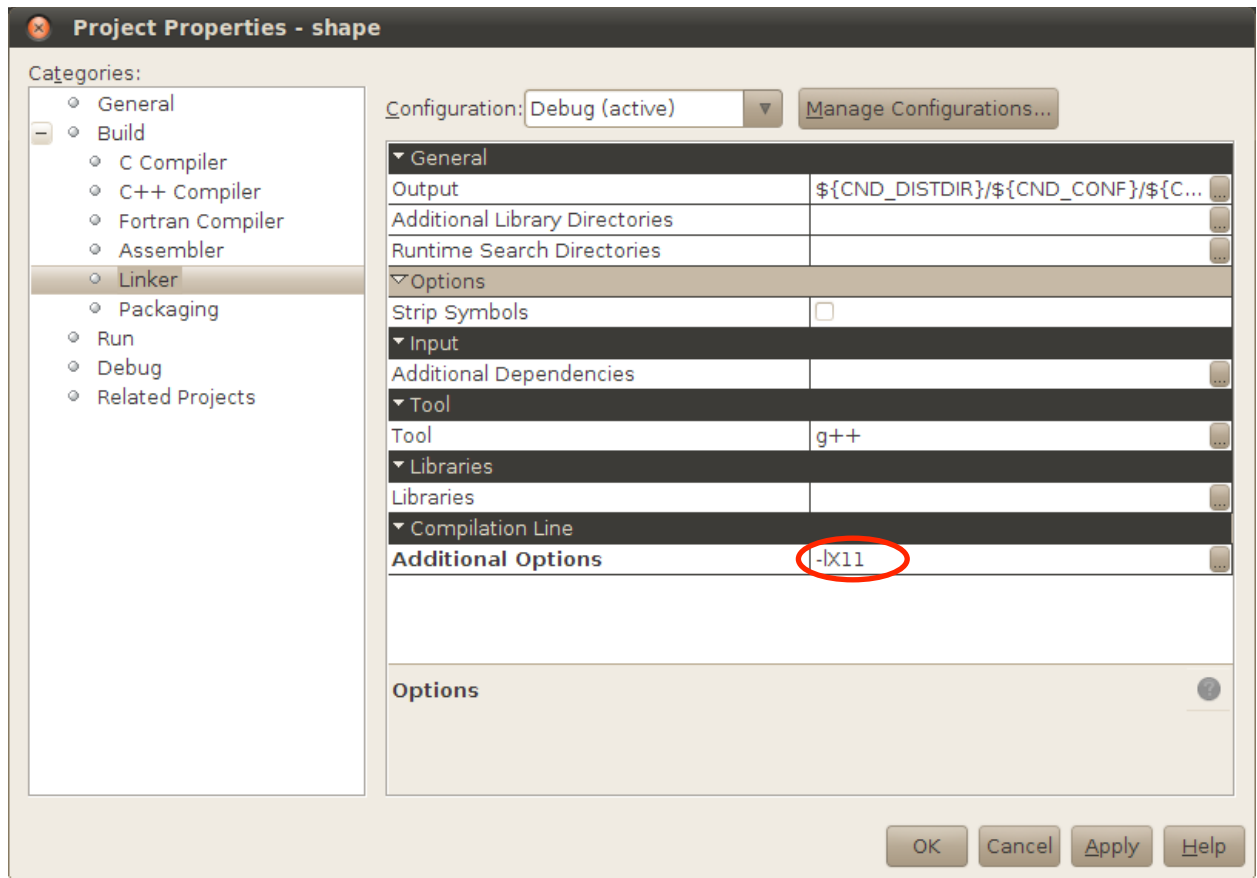 Project Properties - shape
Categories:
General
Build
C Compiler
C++ Compiler
Fortran Compiler
Assembler
Linker
Packaging
Run
Debug
Related Projects
Configuration: Debug (active) Manage Configurations...
General
Output ${CND_DISTDIR}/${CND_CONF}/${C... ...
Additional Library Directories ...
Runtime Search Directories ...
Options
Strip Symbols
Input
Additional Dependencies ...
Tool
Tool g++ ...
Libraries
Libraries ...
Compilation Line
Additional Options -lX11 ...
Options
?
OK Cancel Apply Help